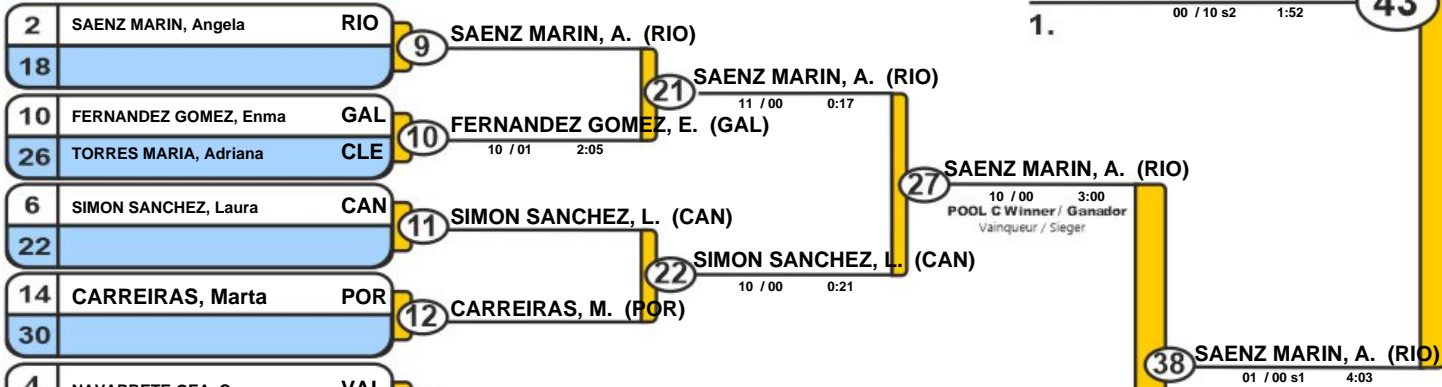 2 SAENZ MARIN, Angela RIO
18
9 SAENZ MARIN, A. (RIO)
10 FERNANDEZ GOMEZ, Enma GAL
26 TORRES MARIA, Adriana CLE
10 FERNANDEZ GOMEZ, E. (GAL)
10 / 01 2:05
21 SAENZ MARIN, A. (RIO)
11 / 00 0:17
6 SIMON SANCHEZ, Laura CAN
22
11 SIMON SANCHEZ, L. (CAN)
14 CARREIRAS, Marta POR
30
12 CARREIRAS, M. (POR)
22 SIMON SANCHEZ, L. (CAN)
10 / 00 0:21
27 SAENZ MARIN, A. (RIO)
10 / 00 3:00
POOL C Winner / Ganador
Vainqueur / Sieger
38 SAENZ MARIN, A. (RIO)
01 / 00 s1 4:03
00 / 10 s2 1:52
43
1.
4 VAL